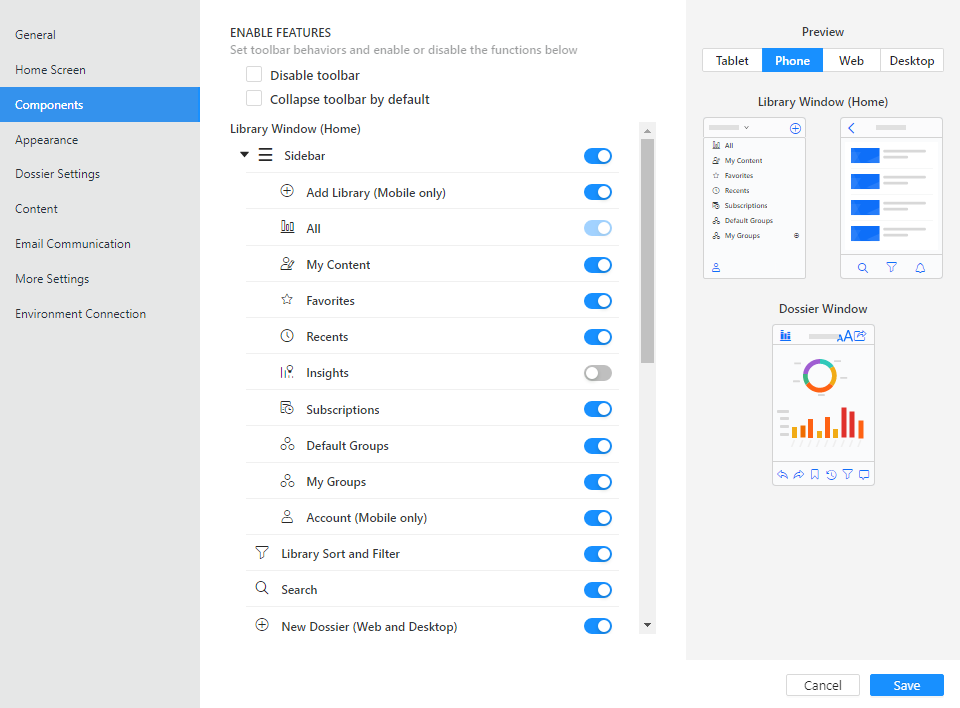 General
Home Screen
Components
Appearance
Dossier Settings
Content
Email Communication
More Settings
Environment Connection
ENABLE FEATURES
Set toolbar behaviors and enable or disable the functions below
Disable toolbar
Collapse toolbar by default
Library Window (Home)
Sidebar
Add Library (Mobile only)
All
My Content
Favorites
Recents
Insights
Subscriptions
Default Groups
My Groups
Account (Mobile only)
Library Sort and Filter
Search
New Dossier (Web and Desktop)
Preview
Tablet Phone Web Desktop
Library Window (Home)
All
My Content
Favorites
Recents
Subscriptions
Default Groups
My Groups
Dossier Window
AA
Cancel Save